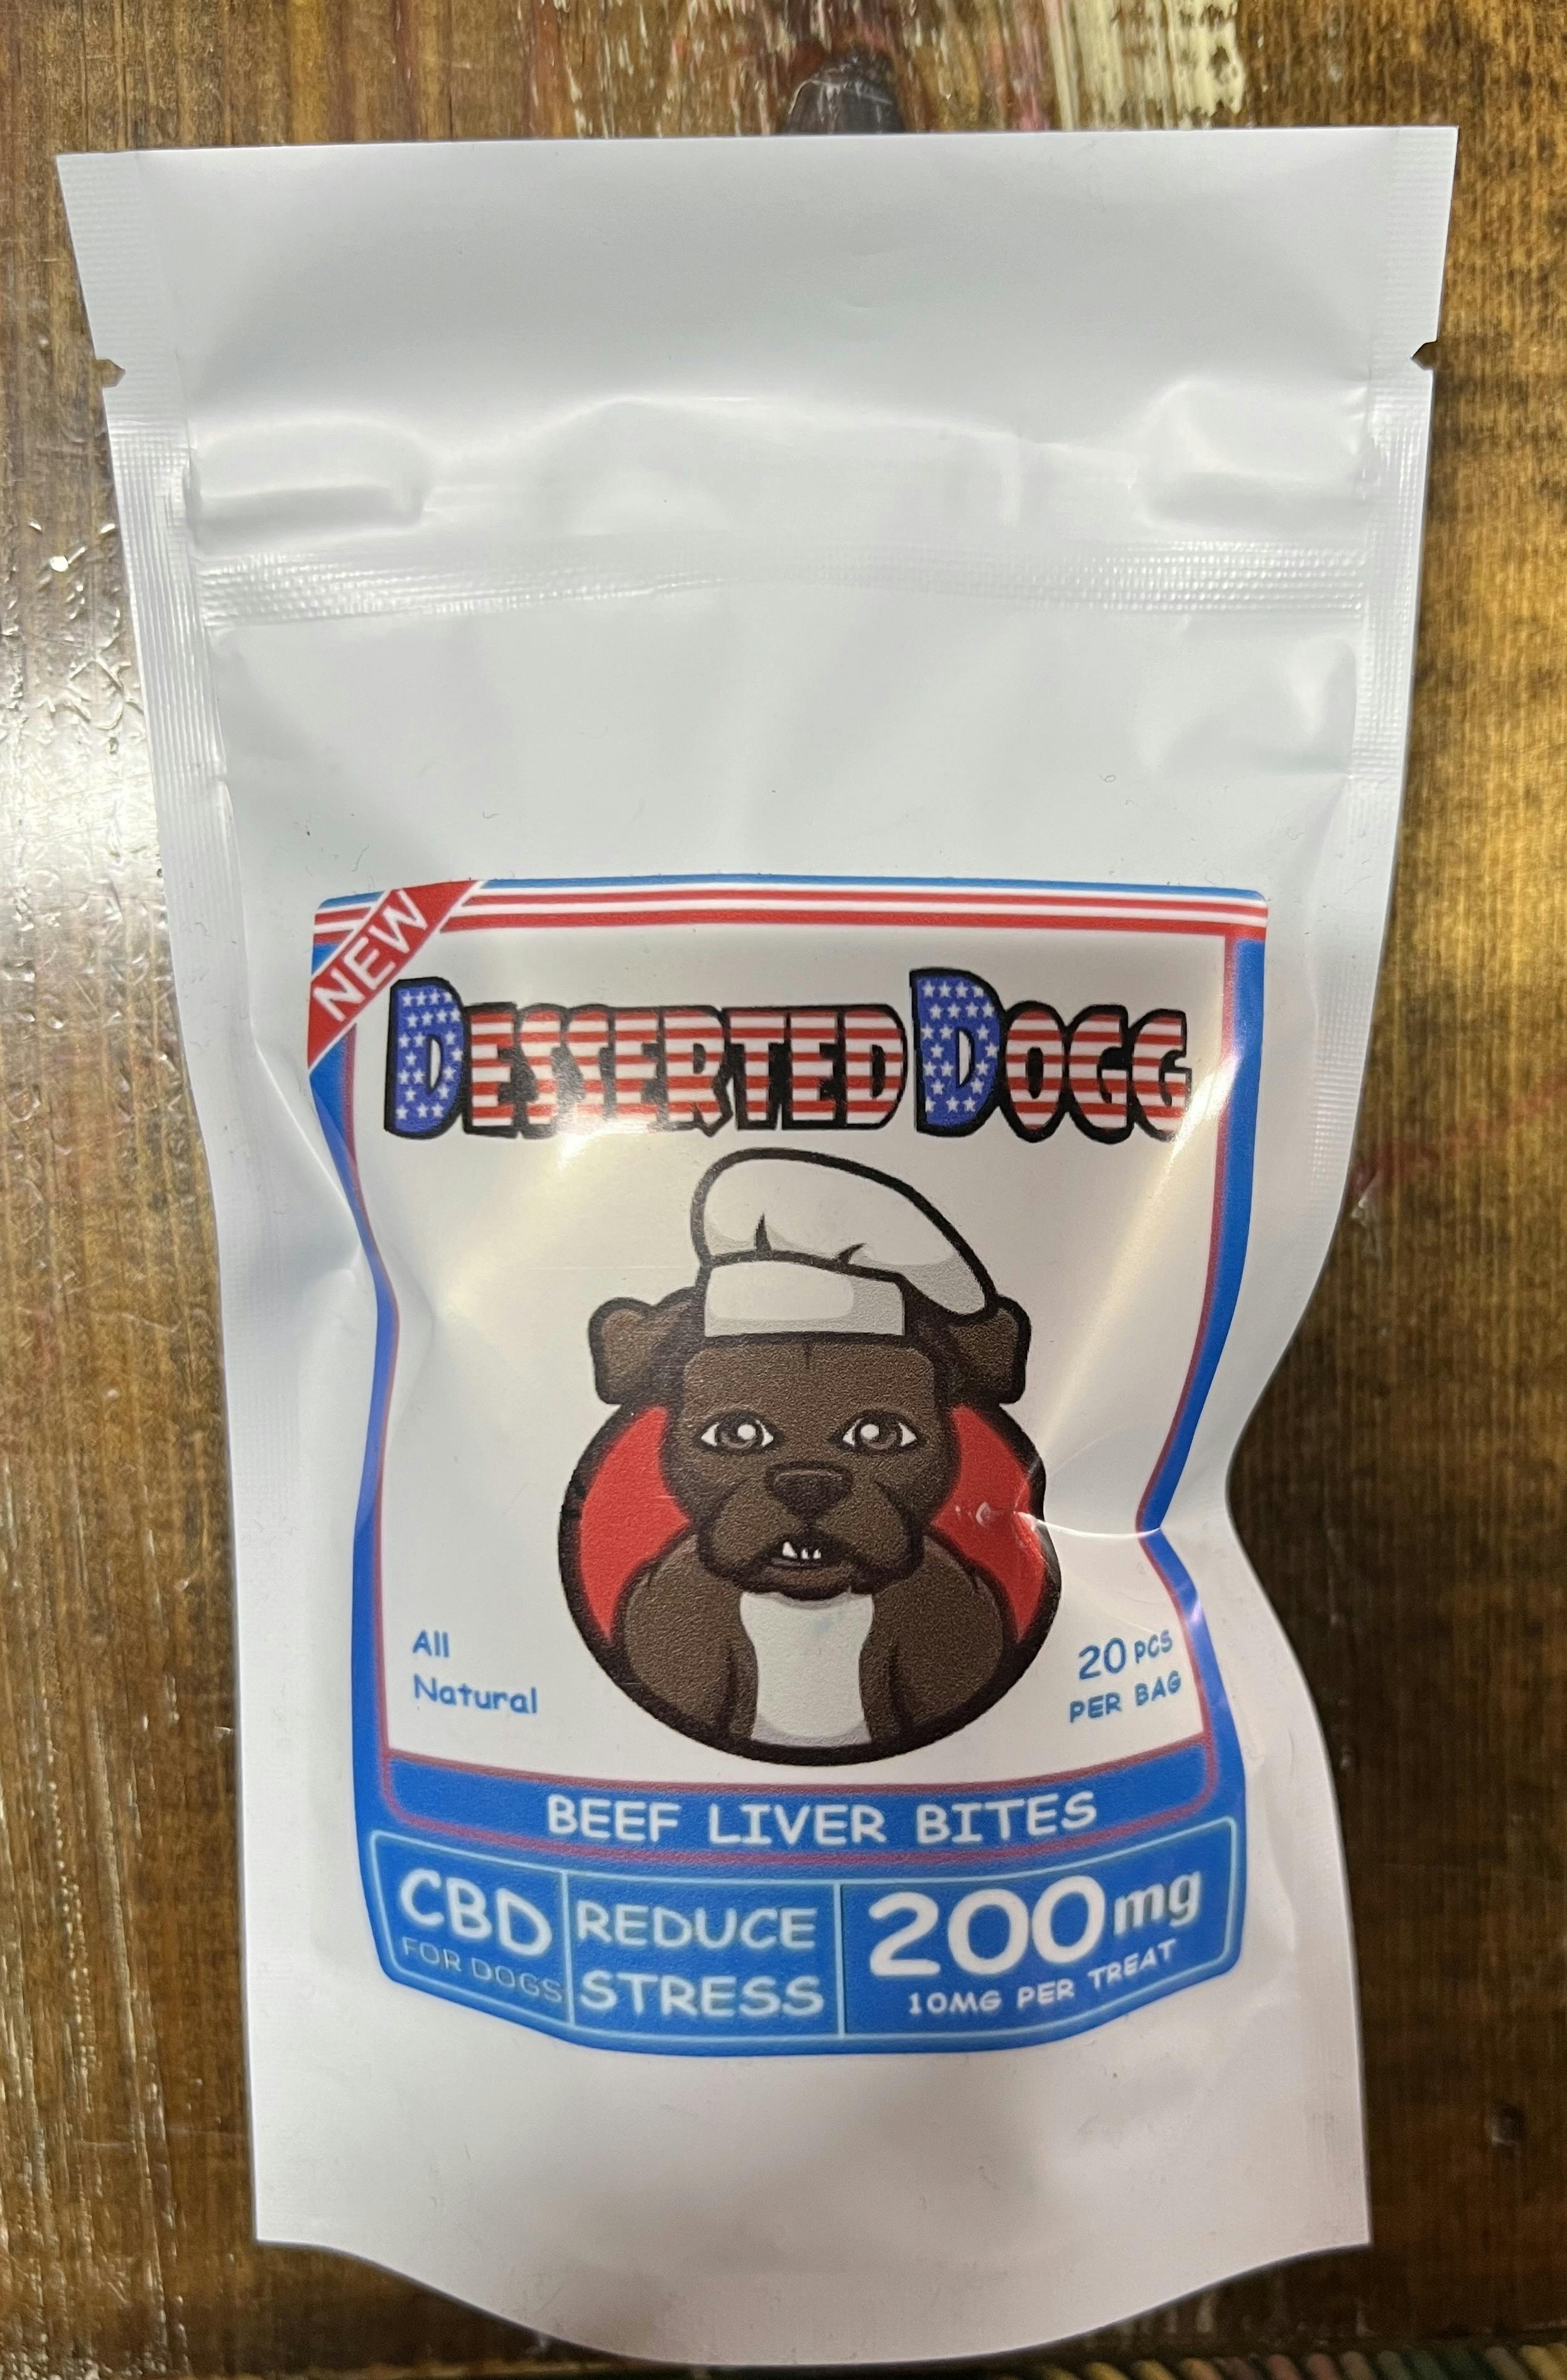 NEW
DESSERTED DOGG
All
Natural
20 PCS
PER BAG
BEEF LIVER BITES
CBD
FOR DOGS
REDUCE
STRESS
200mg
10MG PER TREAT